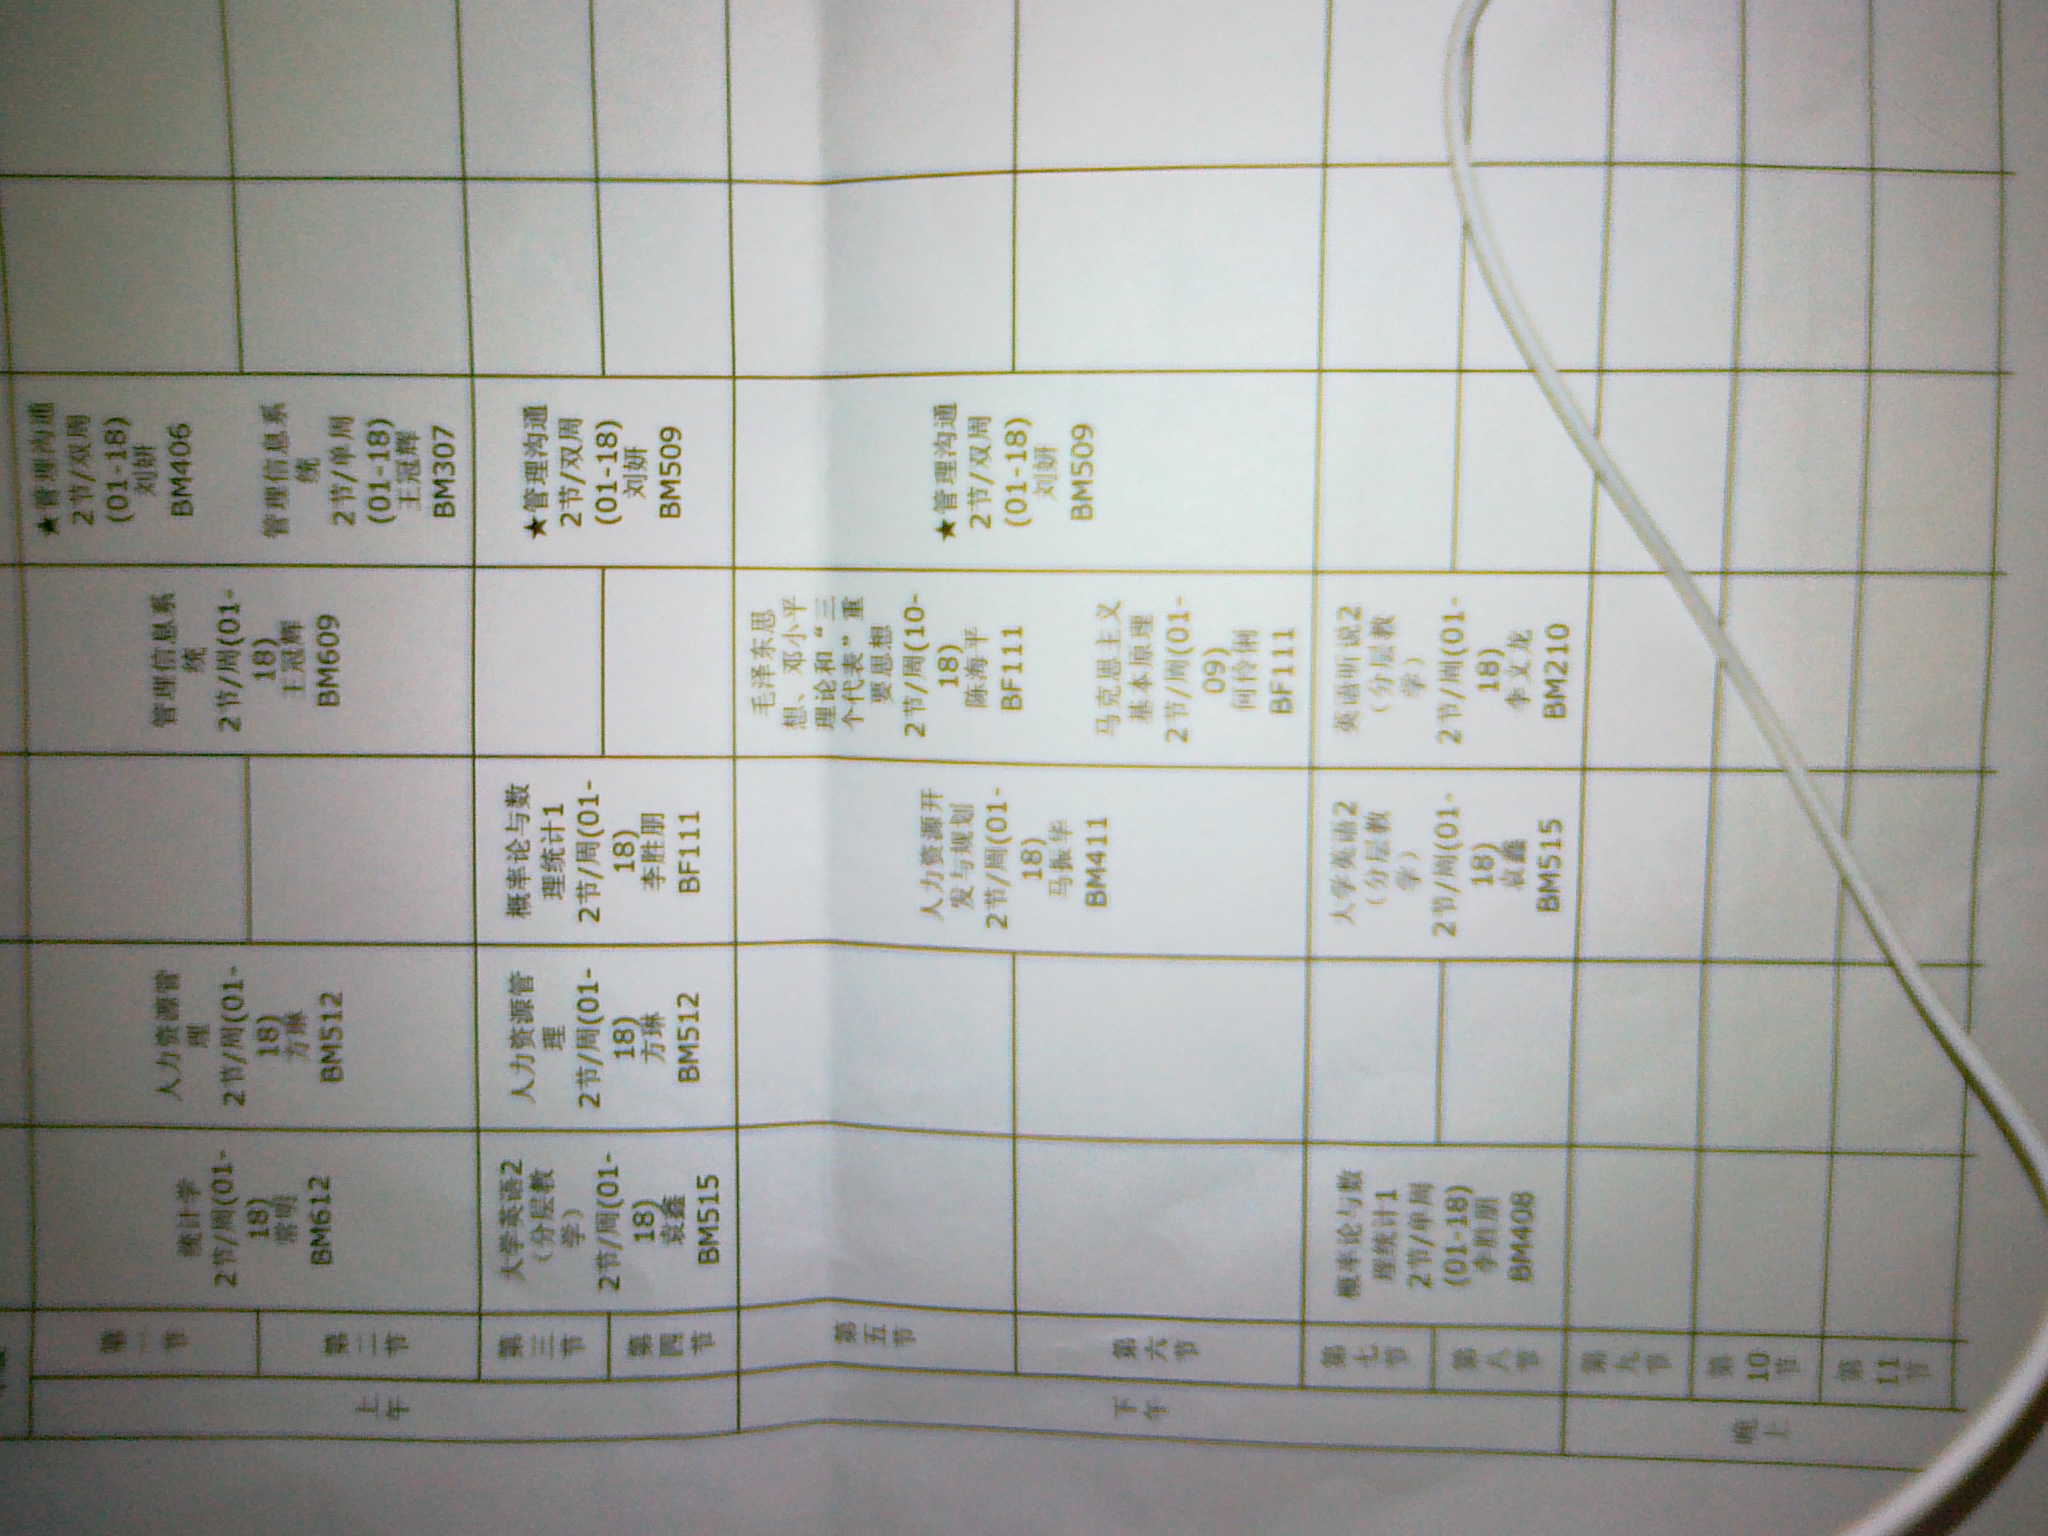 上午
第一节
统计学
2节/周(01-
18)
常明
BM612
人力资源管
理
2节/周(01-
18)
方琳
BM512
管理信息系
统
2节/周(01-
18)
王冠辉
BM609
★管理沟通
2节/双周
(01-18)
刘妍
BM406
管理信息系
统
2节/单周
(01-18)
王冠辉
BM307
第二节
第三节
大学英语2
(分层教
学)
2节/周(01-
18)
袁鑫
BM515
人力资源管
理
2节/周(01-
18)
方琳
BM512
概率论与数
理统计1
2节/周(01-
18)
李胜朋
BF111
★管理沟通
2节/双周
(01-18)
刘妍
BM509
第四节
下午
第五节
人力资源开
发与规划
2节/周(01-
18)
马振华
BM411
毛泽东思
想、邓小平
理论和“三
个代表”重
要思想
2节/周(10-
18)
陈海平
BF111
马克思主义
基本原理
2节/周(01-
09)
何伶俐
BF111
★管理沟通
2节/双周
(01-18)
刘妍
BM509
第六节
第七节
概率论与数
理统计1
2节/单周
(01-18)
李胜朋
BM408
大学英语2
(分层教
学)
2节/周(01-
18)
袁鑫
BM515
英语听说2
(分层教
学)
2节/周(01-
18)
李文龙
BM210
第八节
晚上
第九节
第10节
第11节